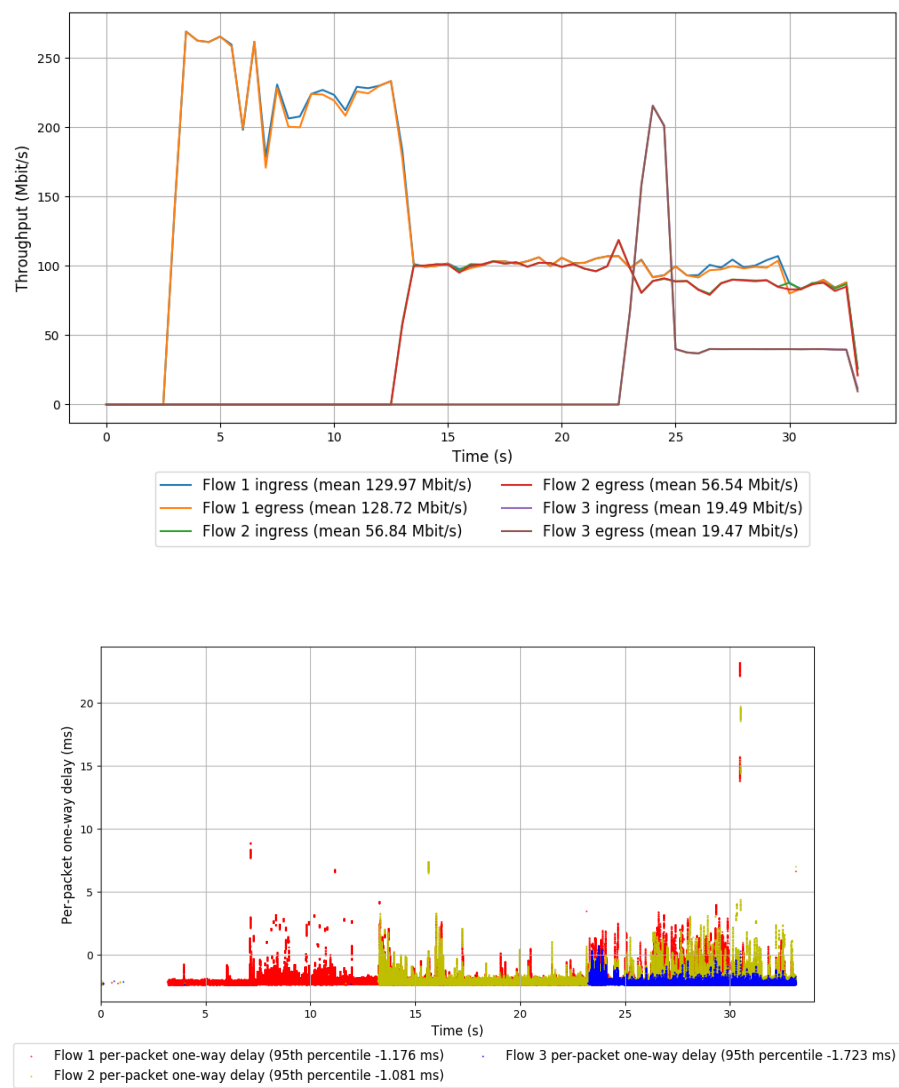 250
200
150
100
50
0
Throughput (Mbit/s)
0 5 10 15 20 25 30
Time (s)
Flow 1 ingress (mean 129.97 Mbit/s)
Flow 1 egress (mean 128.72 Mbit/s)
Flow 2 ingress (mean 56.84 Mbit/s)
Flow 2 egress (mean 56.54 Mbit/s)
Flow 3 ingress (mean 19.49 Mbit/s)
Flow 3 egress (mean 19.47 Mbit/s)
20
15
10
5
0
Per-packet one-way delay (ms)
0 5 10 15 20 25 30
Time (s)
Flow 1 per-packet one-way delay (95th percentile -1.176 ms)
Flow 2 per-packet one-way delay (95th percentile -1.081 ms)
Flow 3 per-packet one-way delay (95th percentile -1.723 ms)